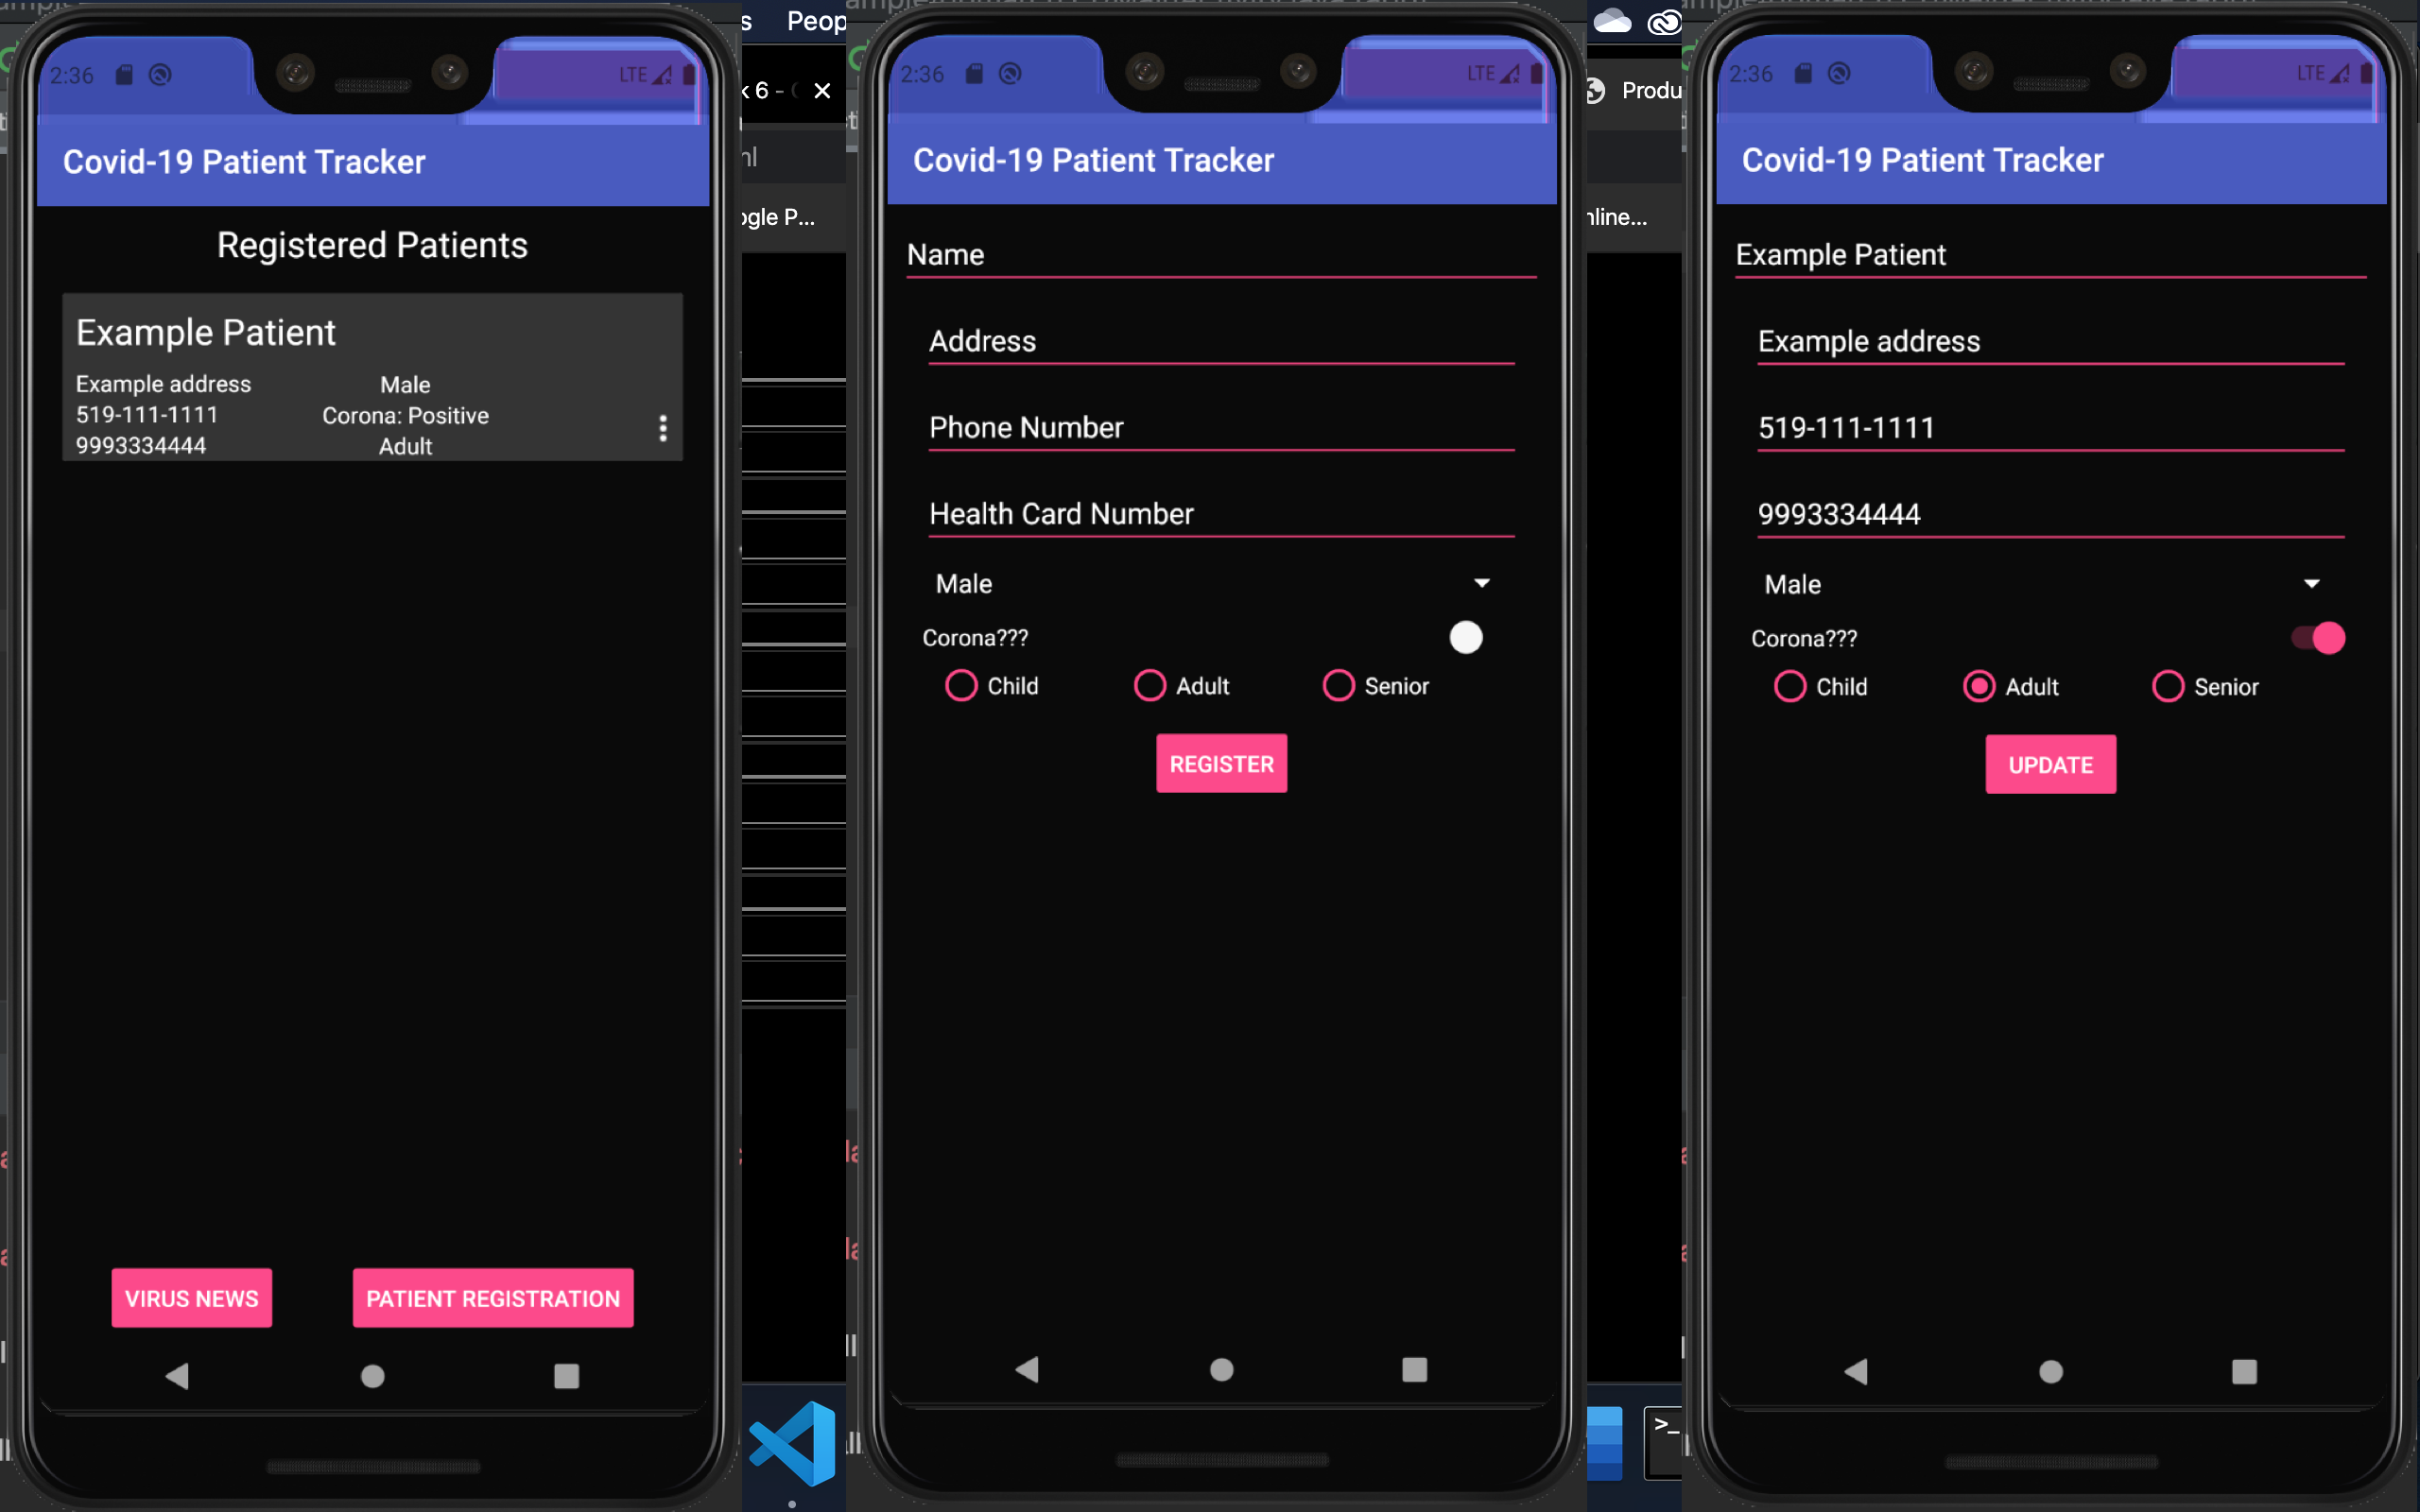 2:36
LTE
Covid-19 Patient Tracker
Registered Patients
Example Patient
Example address
Male
519-111-1111
Corona: Positive
9993334444
Adult
VIRUS NEWS
PATIENT REGISTRATION
k 6 -
ogle P...
2:36
LTE
Covid-19 Patient Tracker
Name
Address
Phone Number
Health Card Number
Male
Corona???
Child
Adult
Senior
REGISTER
Produ
nline...
>_
2:36
LTE
Covid-19 Patient Tracker
Example Patient
Example address
519-111-1111
9993334444
Male
Corona???
Child
Adult
Senior
UPDATE